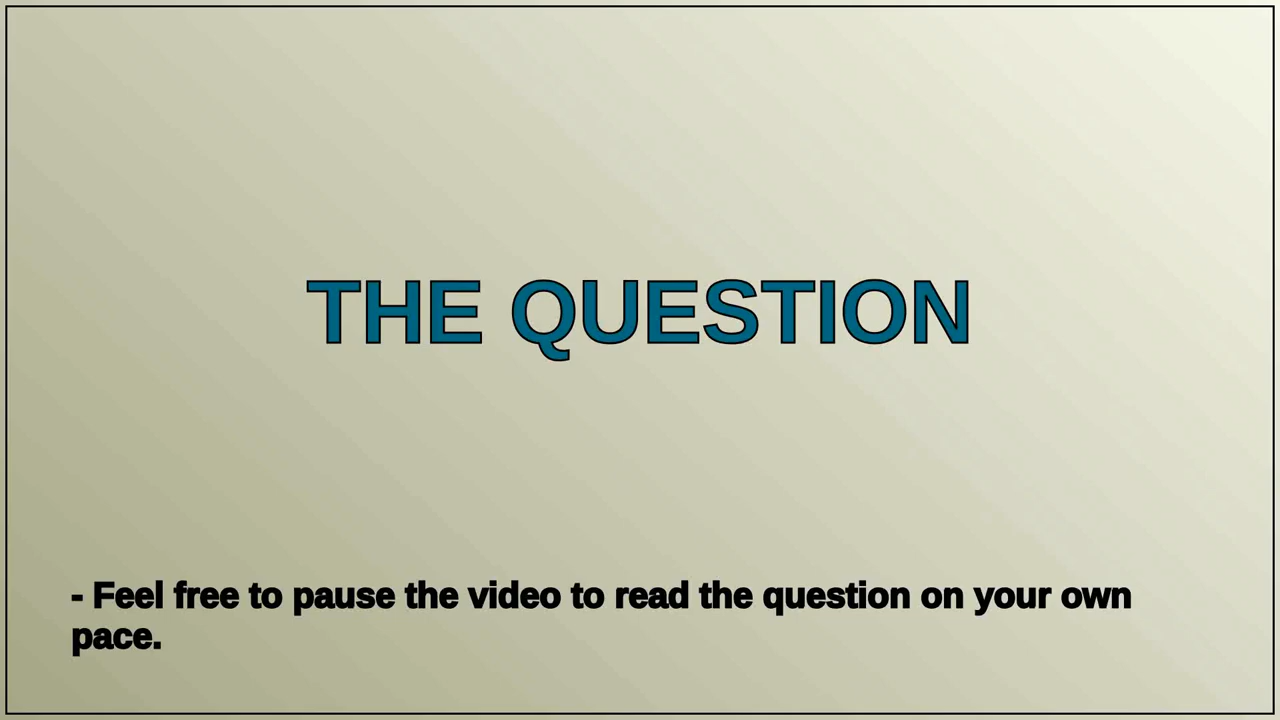 THE QUESTION
- Feel free to pause the video to read the question on your own
pace.